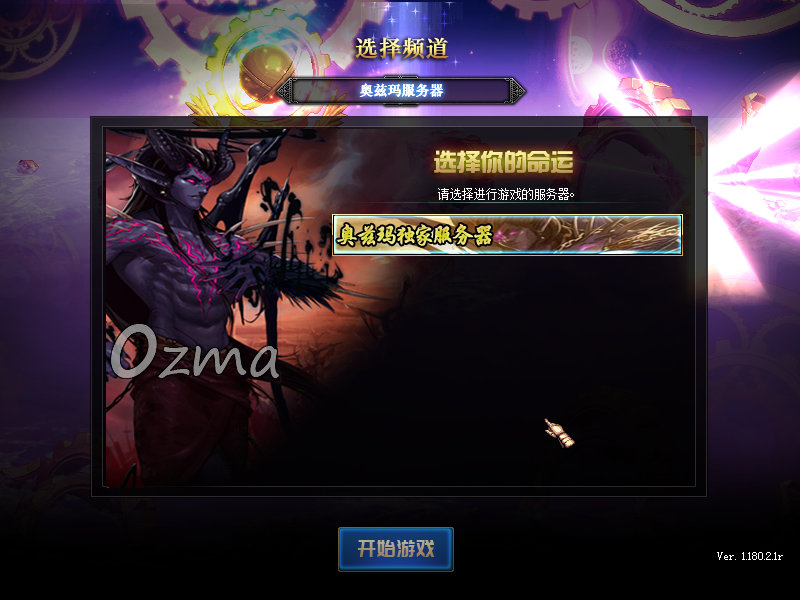 选择频道
奥兹玛服务器
选择你的命运
请选择进行游戏的服务器。
奥兹玛独家服务器
Ozma
开始游戏
Ver. 1.180.2.1r